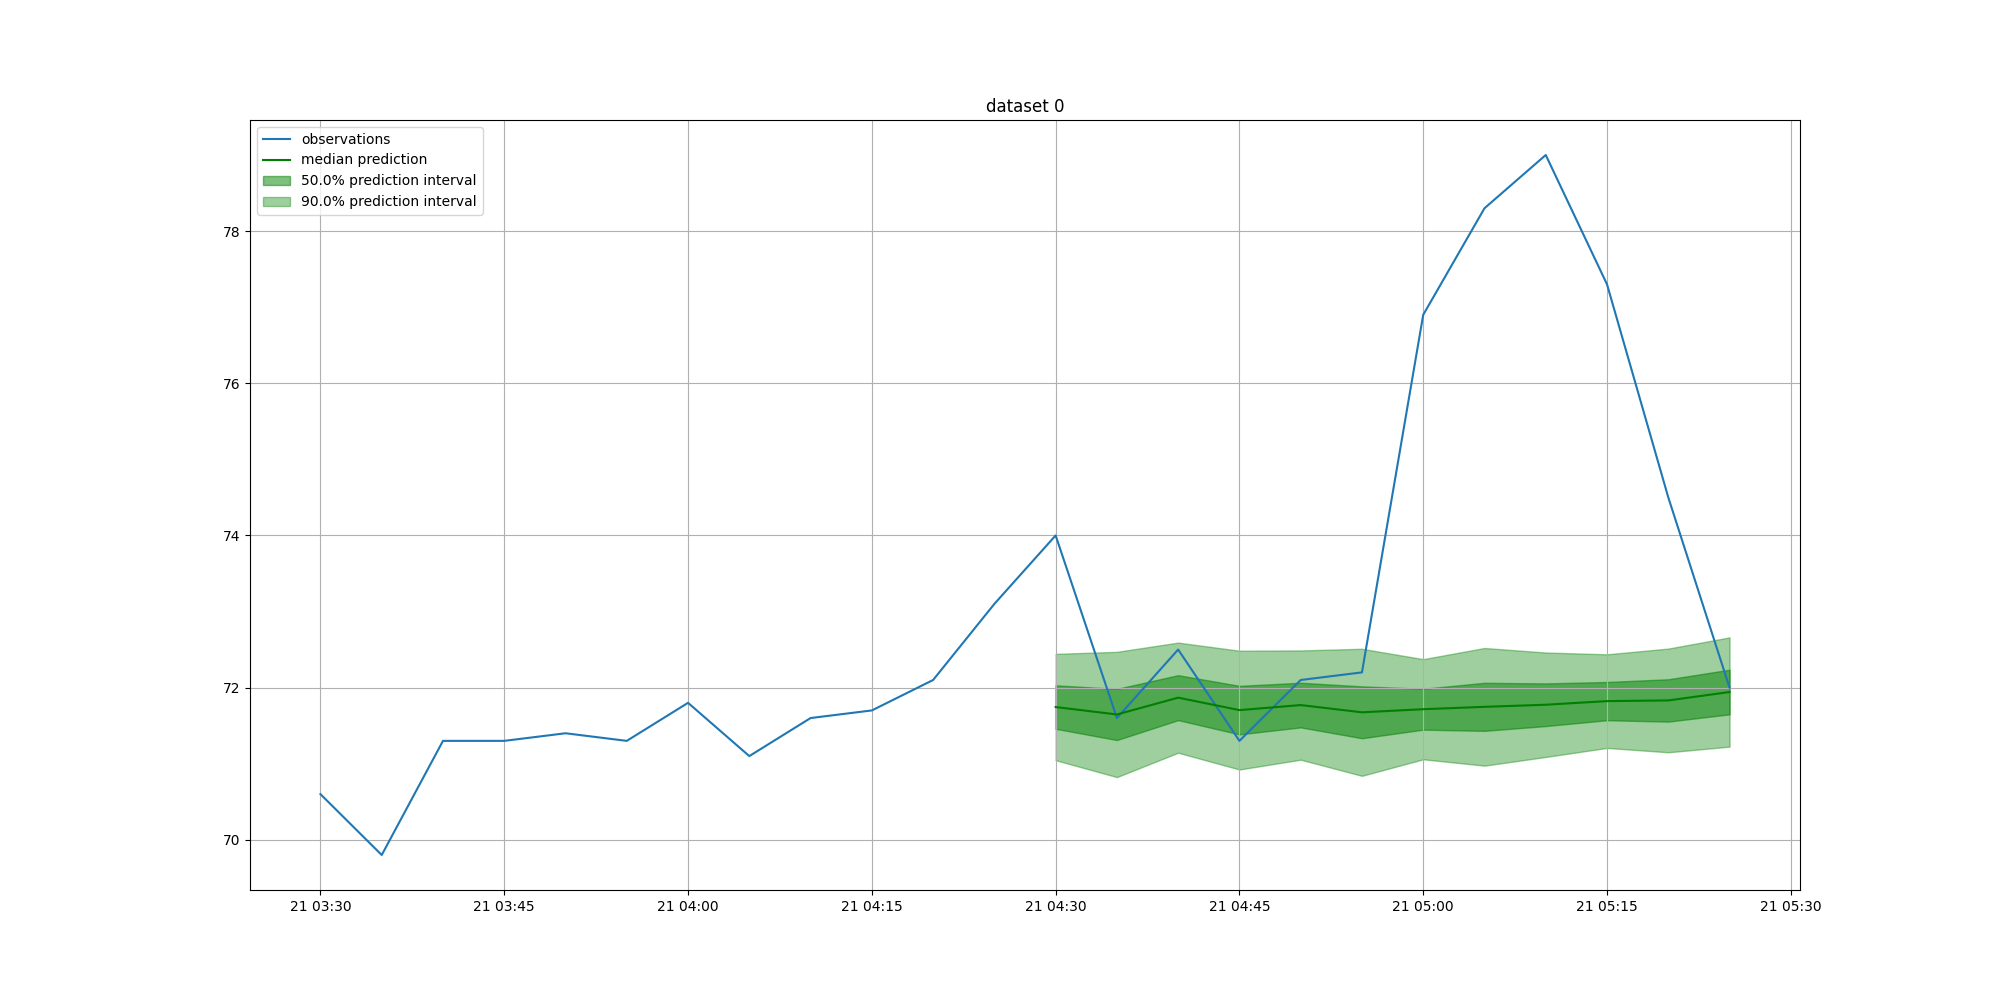 dataset 0
observations
median prediction
50.0% prediction interval
90.0% prediction interval
78
76
74
72
70
21 03:30 21 03:45 21 04:00 21 04:15 21 04:30 21 04:45 21 05:00 21 05:15 21 05:30